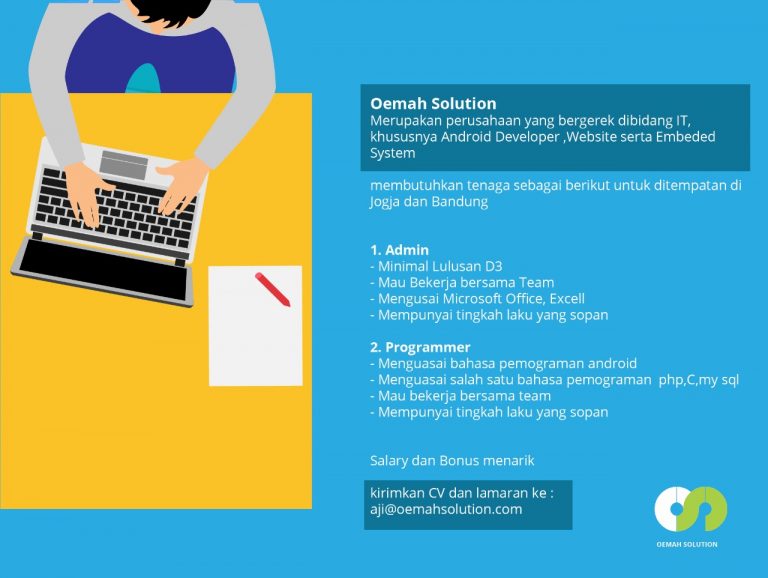 Oemah Solution
Merupakan perusahaan yang bergerek dibidang IT,
khususnya Android Developer ,Website serta Embeded
System
membutuhkan tenaga sebagai berikut untuk ditempatan di
Jogja dan Bandung
1. Admin
- Minimal Lulusan D3
- Mau Bekerja bersama Team
- Mengusai Microsoft Office, Excell
- Mempunyai tingkah laku yang sopan
2. Programmer
- Menguasai bahasa pemograman android
- Menguasai salah satu bahasa pemograman  php,C,my sql
- Mau bekerja bersama team
- Mempunyai tingkah laku yang sopan
Salary dan Bonus menarik
kirimkan CV dan lamaran ke :
aji@oemahsolution.com
OEMAH SOLUTION